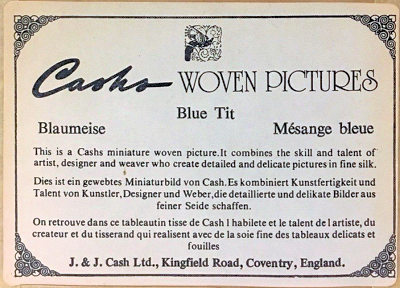 Cashs WOVEN PICTURES
Blue Tit
Blaumeise Mésange bleue
This is a Cashs miniature woven picture.It combines the skill and talent of
artist, designer and weaver who create detailed and delicate pictures in fine silk.
Dies ist ein gewebtes Miniaturbild von Cash.Es kombiniert Kunstfertigkeit und
Talent von Kunstler,Designer und Weber,die detaillierte und delikate Bilder aus
feiner Seide schaffen.
On retrouve dans ce tableautin tisse de Cash l habilete et le talent de l artiste, du
createur et du tisserand qui realisent avec de la soie fine des tableaux delicats et
fouilles
J. & J. Cash Ltd., Kingfield Road, Coventry, England.